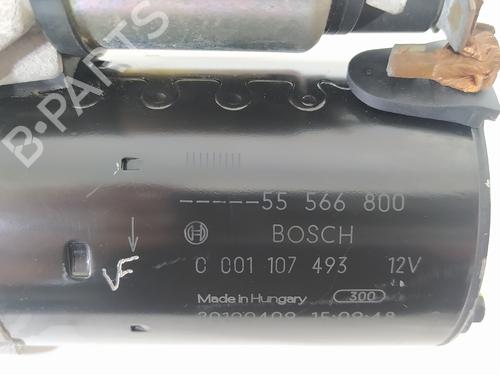 B-PARTS
-----55 566 800
BOSCH
0 001 107 493 12V
Made in Hungary 300
VF